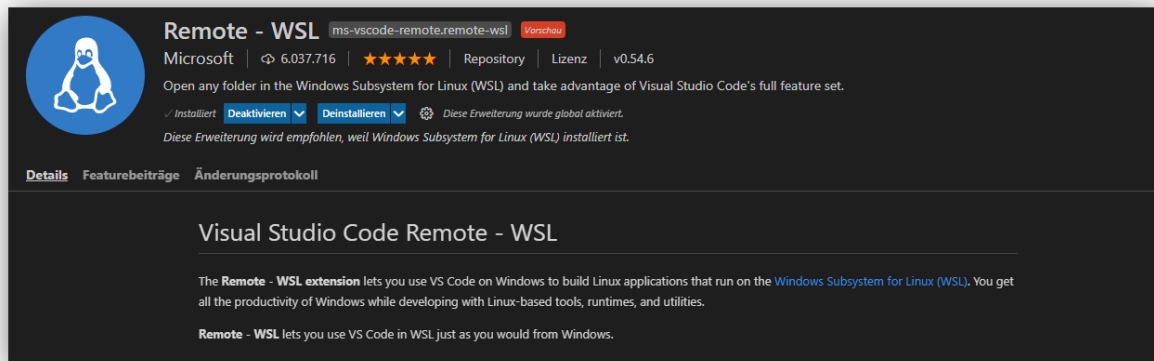 Remote - WSL ms-vscode-remote.remote-wsl Vorschau
Microsoft 6.037.716 Repository Lizenz v0.54.6
Open any folder in the Windows Subsystem for Linux (WSL) and take advantage of Visual Studio Code's full feature set.
✓ Installiert Deaktivieren Deinstallieren Diese Erweiterung wurde global aktiviert.
Diese Erweiterung wird empfohlen, weil Windows Subsystem for Linux (WSL) installiert ist.
Details Featurebeiträge Änderungsprotokoll
Visual Studio Code Remote - WSL
The Remote - WSL extension lets you use VS Code on Windows to build Linux applications that run on the Windows Subsystem for Linux (WSL). You get
all the productivity of Windows while developing with Linux-based tools, runtimes, and utilities.
Remote - WSL lets you use VS Code in WSL just as you would from Windows.